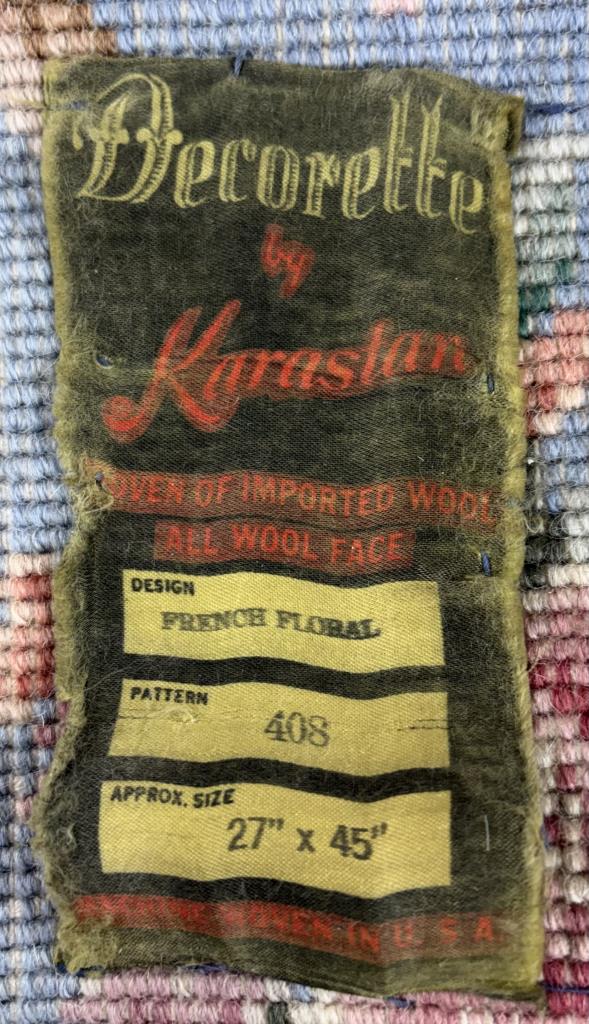 Decorette
by
Karastan
WOVEN OF IMPORTED WOOL
ALL WOOL FACE
DESIGN
FRENCH FLORAL
PATTERN
408
APPROX. SIZE
27" x 45"
MACHINE WOVEN IN U. S. A.